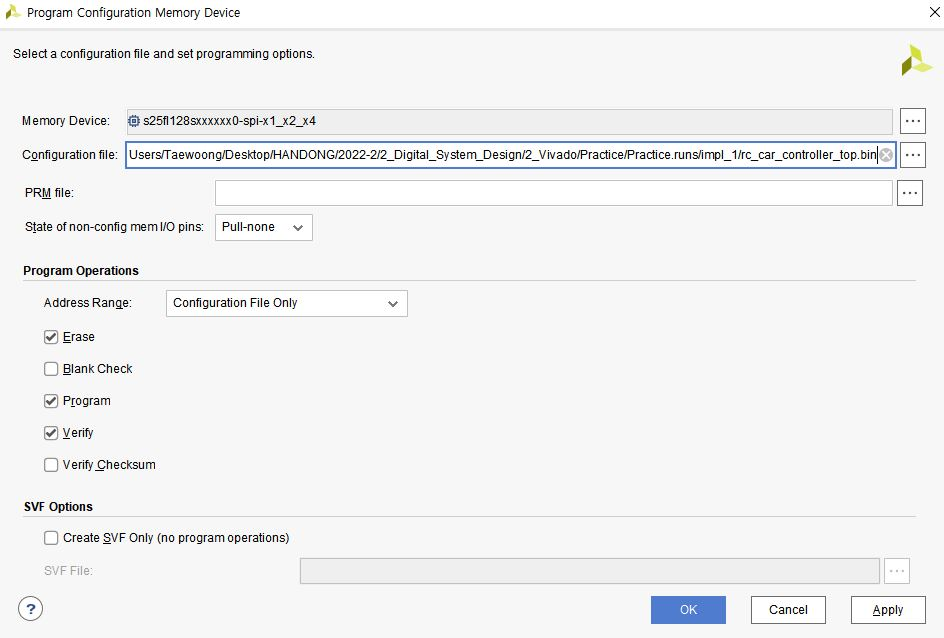 Program Configuration Memory Device
Select a configuration file and set programming options.
Memory Device: s25fl128sxxxxxx0-spi-x1_x2_x4 ...
Configuration file: Users/Taewoong/Desktop/HANDONG/2022-2/2_Digital_System_Design/2_Vivado/Practice/Practice.runs/impl_1/rc_car_controller_top.bin ...
PRM file: ...
State of non-config mem I/O pins: Pull-none
Program Operations
Address Range: Configuration File Only
Erase
Blank Check
Program
Verify
Verify Checksum
SVF Options
Create SVF Only (no program operations)
SVF File: ...
? OK Cancel Apply